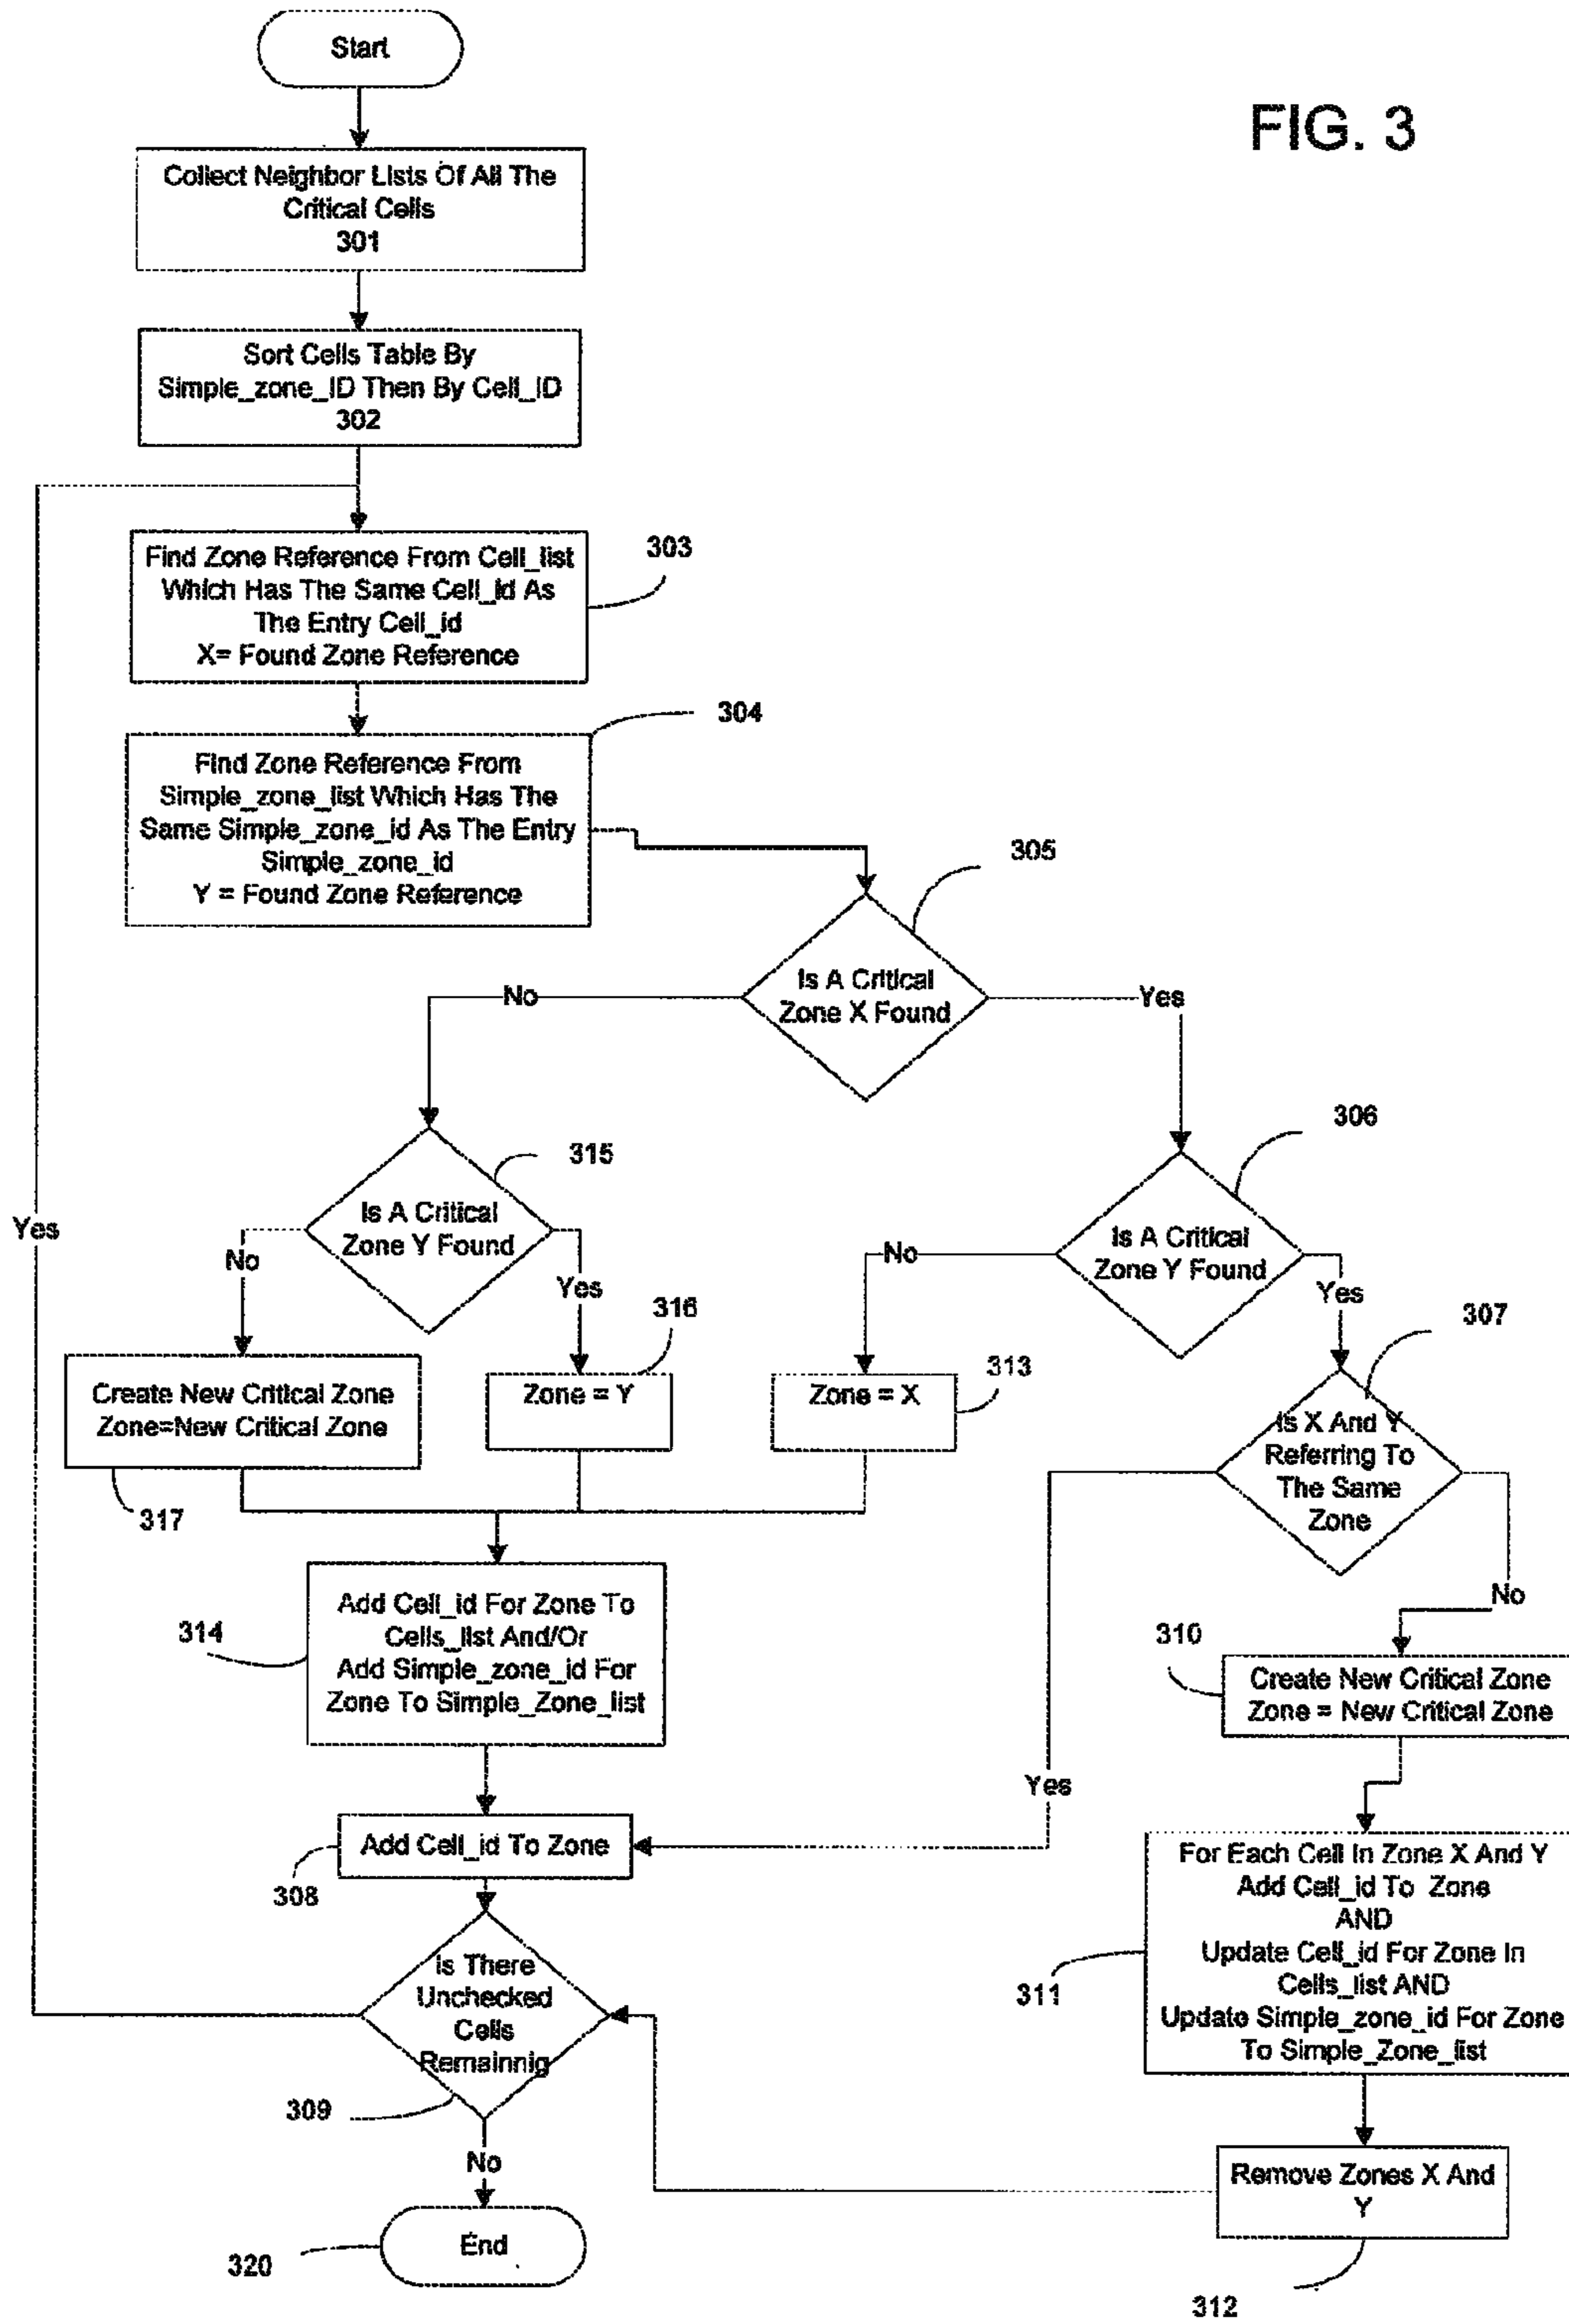 Start
FIG. 3
Collect Neighbor Lists Of All The
Critical Cells
301
Sort Cells Table By
Simple_zone_ID Then By Cell_ID
302
Find Zone Reference From Cell_list
Which Has The Same Cell_id As
The Entry Cell_id
X= Found Zone Reference
303
Find Zone Reference From
Simple_zone_list Which Has The
Same Simple_zone_id As The Entry
Simple_zone_id
Y = Found Zone Reference
304
305
Is A Critical
Zone X Found
No
Yes
315
Is A Critical
Zone Y Found
No
Yes
306
Is A Critical
Zone Y Found
No
Yes
Yes
316
Create New Critical Zone
Zone=New Critical Zone
317
Zone = Y
Zone = X
313
307
Is X And Y
Referring To
The Same
Zone
No
Yes
Add Cell_id For Zone To
Cells_list And/Or
Add Simple_zone_id For
Zone To Simple_Zone_list
314
310
Create New Critical Zone
Zone = New Critical Zone
Add Cell_id To Zone
308
For Each Cell In Zone X And Y
Add Cell_id To Zone
AND
Update Cell_id For Zone In
Cells_list AND
Update Simple_zone_id For Zone
To Simple_Zone_list
311
Is There
Unchecked
Cells
Remainnig
309
No
Remove Zones X And
Y
312
End
320